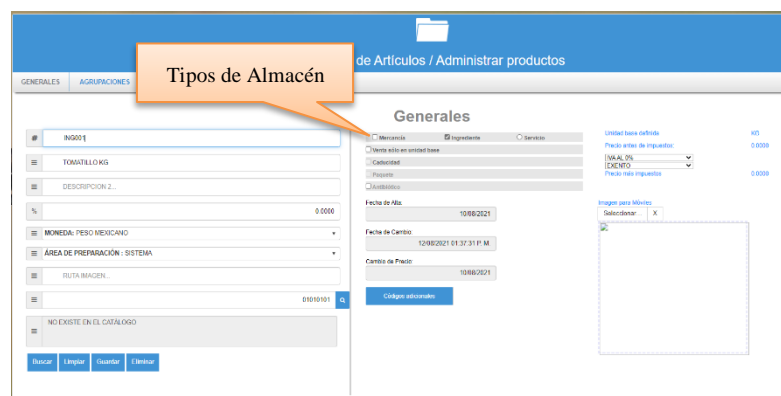 de Artículos / Administrar productos
Tipos de Almacén
GENERALES
AGRUPACIONES
Generales
#
ING001
TOMATILLO KG
DESCRIPCION 2...
%
0.0000
MONEDA: PESO MEXICANO
ÁREA DE PREPARACIÓN : SISTEMA
RUTA IMAGEN...
01010101
NO EXISTE EN EL CATÁLOGO
Buscar
Limpiar
Guardar
Eliminar
Mercancía
Ingrediente
Servicio
Venta sólo en unidad base
Caducidad
Paquete
Antibiótico
Fecha de Alta:
10/08/2021
Fecha de Cambio:
12/08/2021 01:37:31 P. M.
Cambio de Precio:
10/08/2021
Códigos adicionales
Unidad base definida
KG
Precio antes de impuestos:
0.0000
IVA AL 0%
EXENTO
Precio más impuestos
0.0000
Imagen para Móviles
Seleccionar...
X